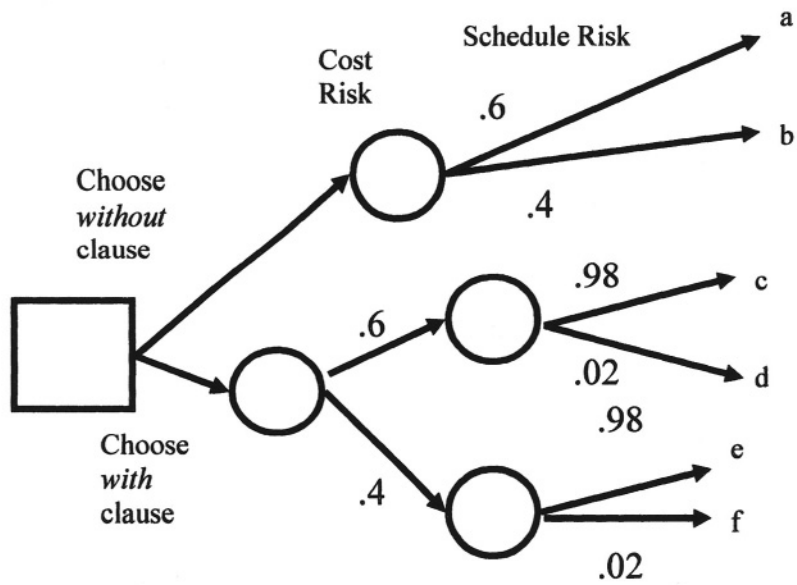 Schedule Risk
a
Cost
Risk
.6
b
Choose
without
clause
.4
.98
c
.6
.02
d
.98
Choose
with
clause
e
.4
f
.02